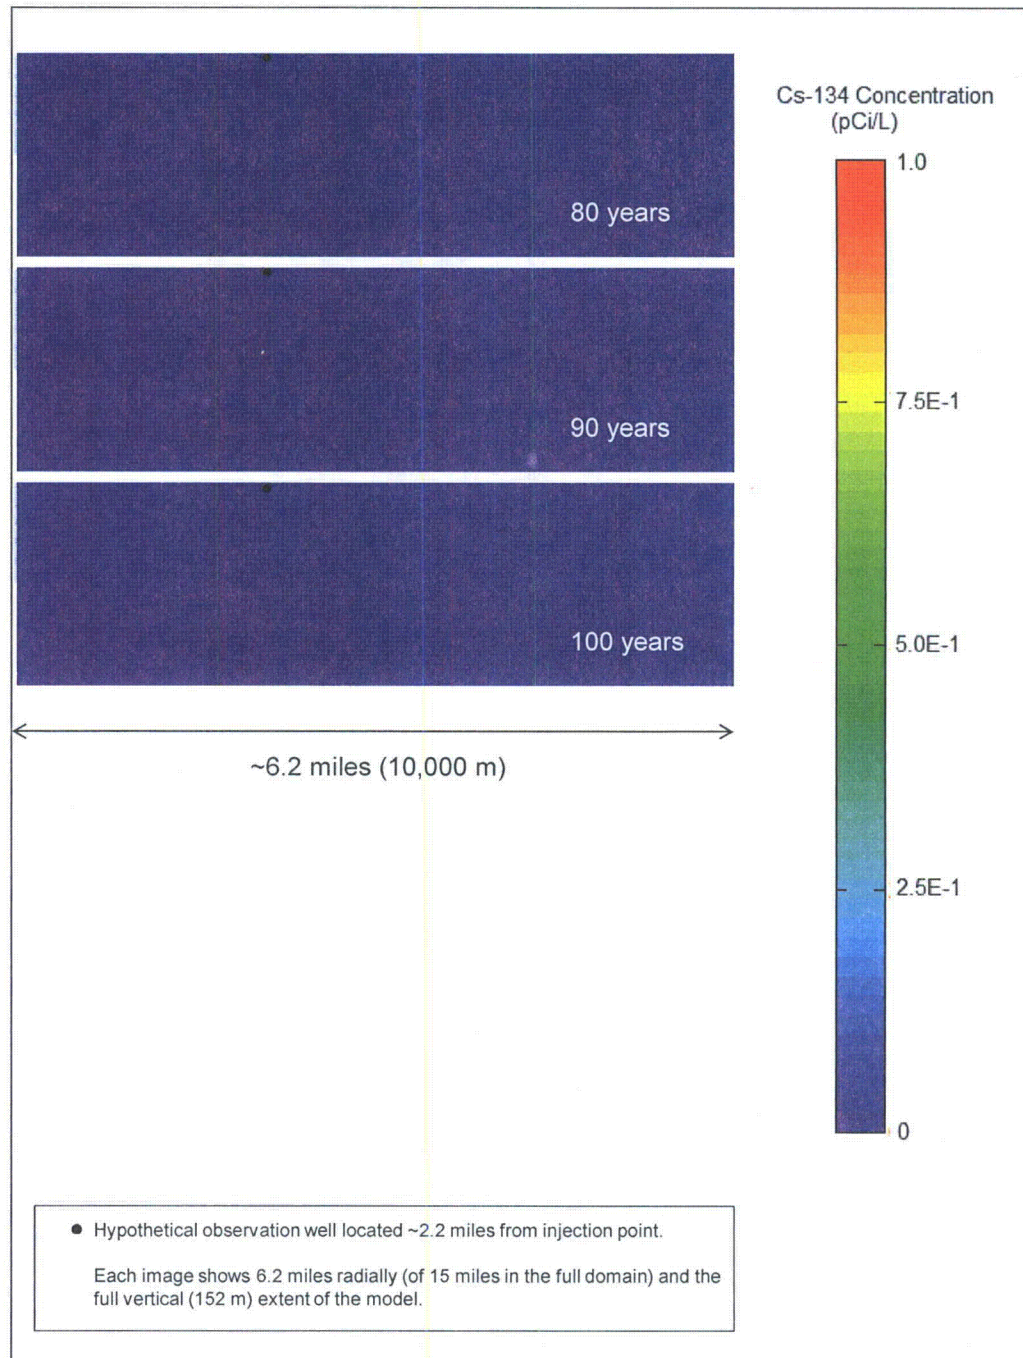 Cs-134 Concentration
(pCi/L)
1.0
80 years
7.5E-1
90 years
5.0E-1
100 years
~6.2 miles (10,000 m)
2.5E-1
0
Hypothetical observation well located ~2.2 miles from injection point.
Each image shows 6.2 miles radially (of 15 miles in the full domain) and the
full vertical (152 m) extent of the model.